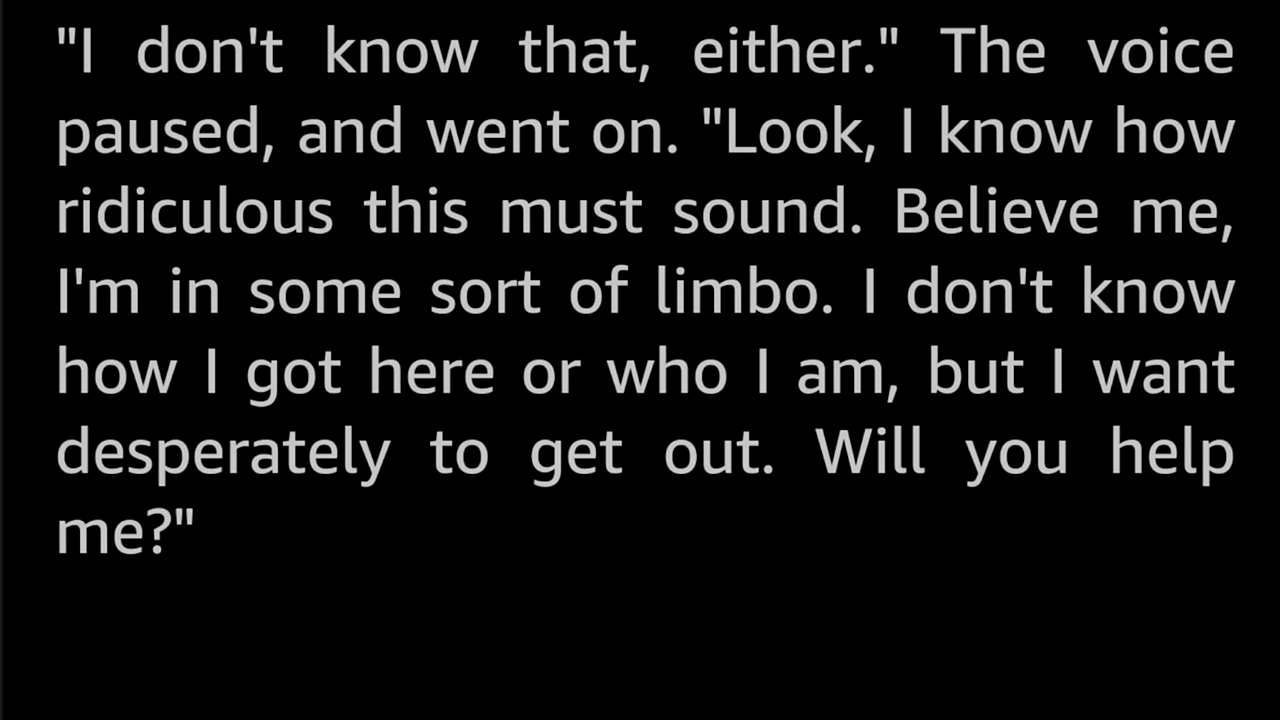 "I don't know that, either." The voice
paused, and went on. "Look, I know how
ridiculous this must sound. Believe me,
I'm in some sort of limbo. I don't know
how I got here or who I am, but I want
desperately to get out. Will you help
me?"